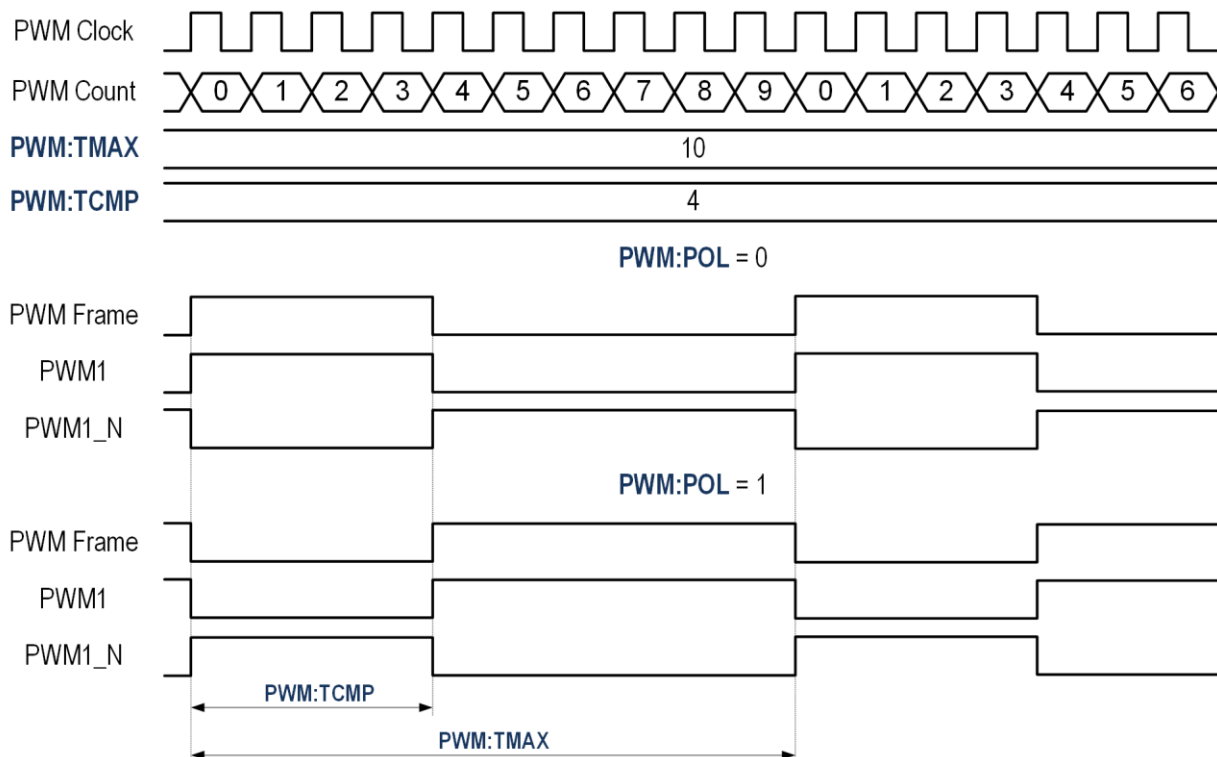 PWM Clock
PWM Count 0 1 2 3 4 5 6 7 8 9 0 1 2 3 4 5 6
PWM:TMAX 10
PWM:TCMP 4
PWM:POL = 0
PWM Frame
PWM1
PWM1_N
PWM:POL = 1
PWM Frame
PWM1
PWM1_N
PWM:TCMP
PWM:TMAX